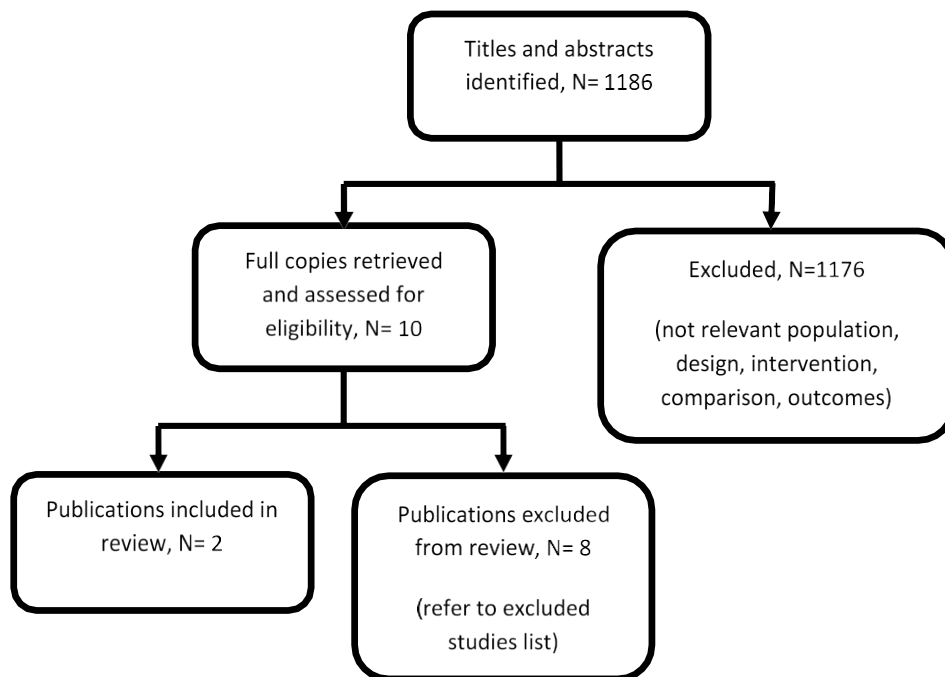 Titles and abstracts
identified, N= 1186
Full copies retrieved
and assessed for
eligibility, N= 10
Excluded, N=1176
(not relevant population,
design, intervention,
comparison, outcomes)
Publications included in
review, N= 2
Publications excluded
from review, N= 8
(refer to excluded
studies list)